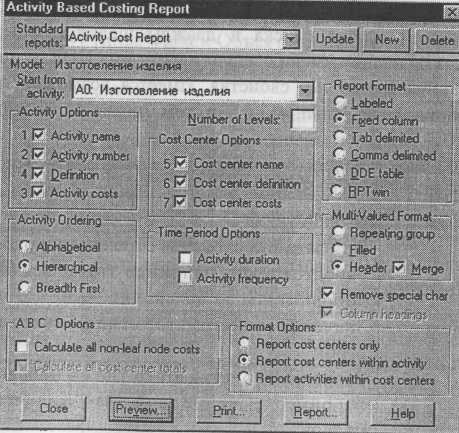 Activity Based Costing Report
Standard reports: Activity Cost Report Update New Delete
Model: Изготовление изделия
Start from activity: A0: Изготовление изделия
Number of Levels:
Activity Options
1 Activity name
2 Activity number
4 Definition
3 Activity costs
Cost Center Options
5 Cost center name
6 Cost center definition
7 Cost center costs
Report Format
Labeled
Fixed column
Tab delimited
Comma delimited
DDE table
RPTwin
Activity Ordering
Alphabetical
Hierarchical
Breadth First
Time Period Options
Activity duration
Activity frequency
Multi-Valued Format
Repeating group
Filled
Header Merge
Remove special char
Column headings
A B C Options
Calculate all non-leaf node costs
Calculate all cost center totals
Format Options
Report cost centers only
Report cost centers within activity
Report activities within cost centers
Close Preview... Print... Report... Help